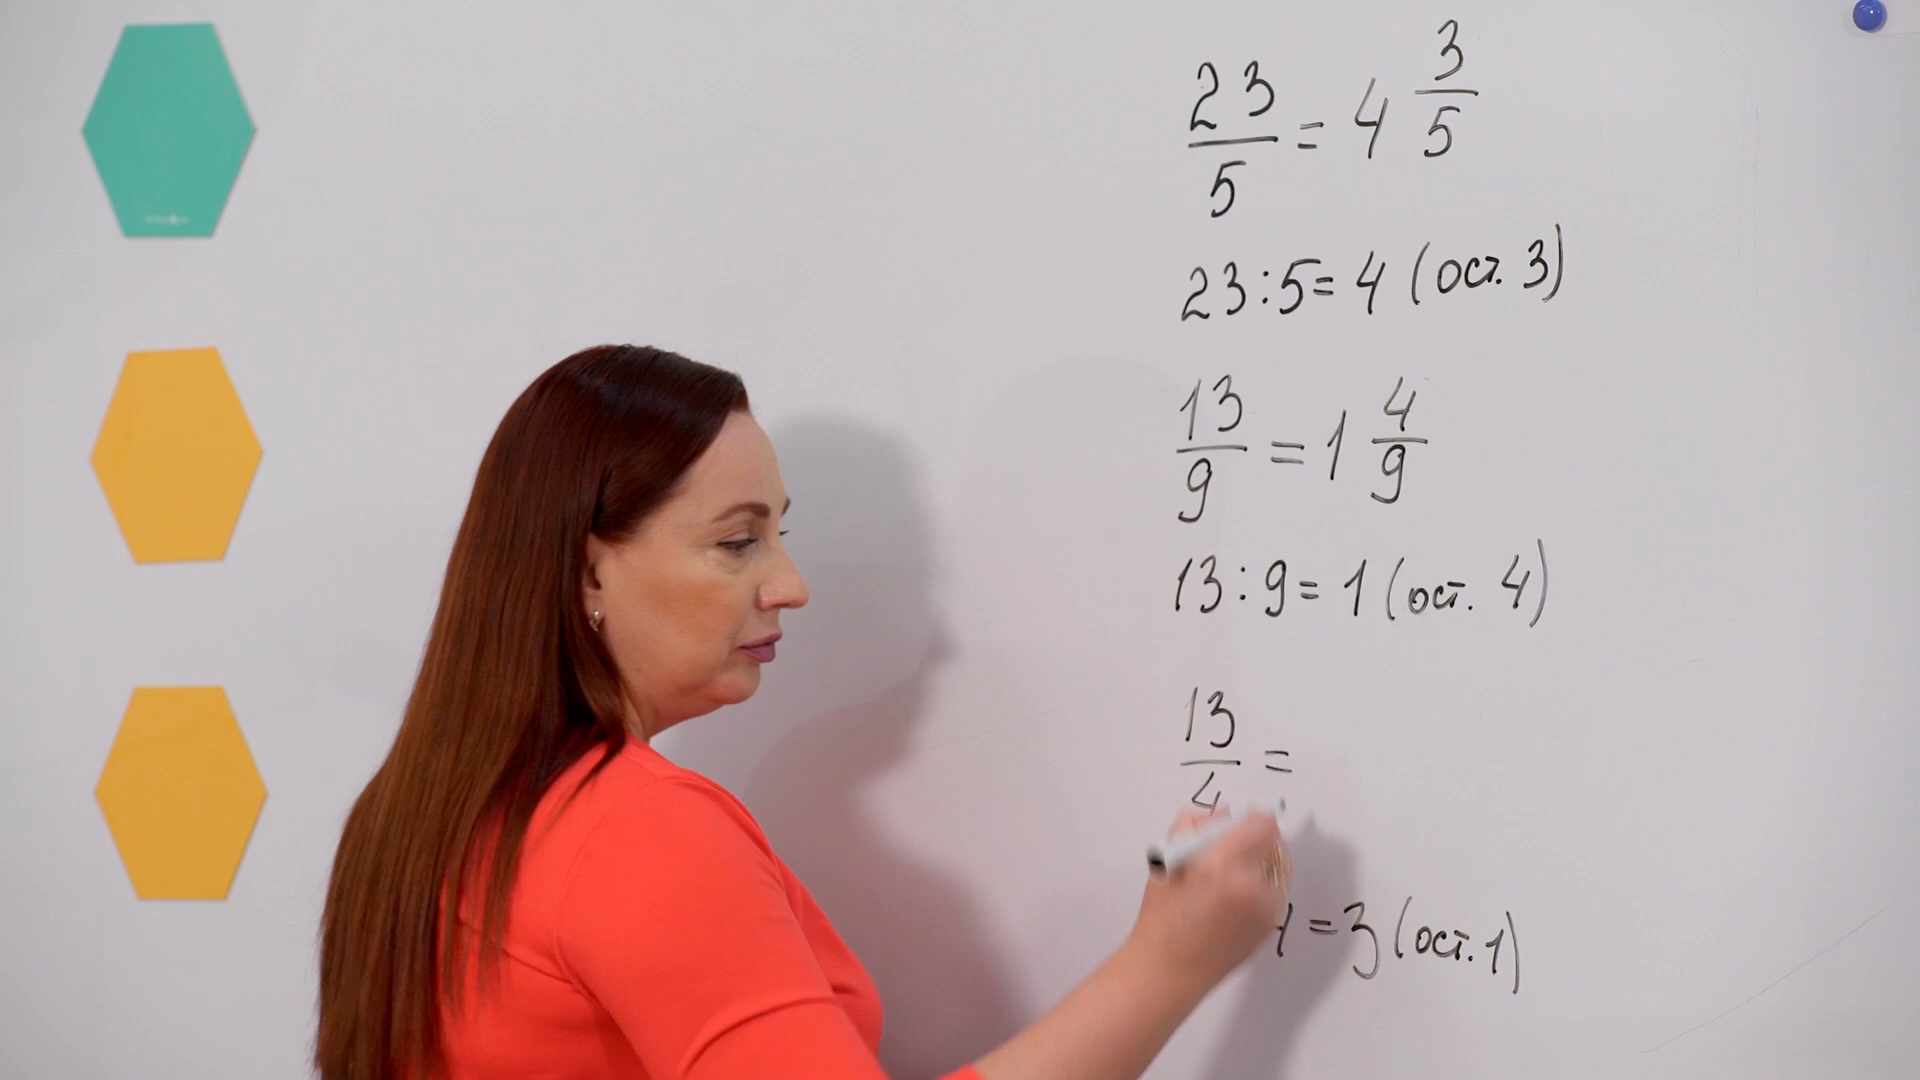 23/5 = 4 3/5
23:5=4 (ост. 3)
13/9 = 1 4/9
13:9=1 (ост. 4)
13/4 =
=3 (ост. 1)